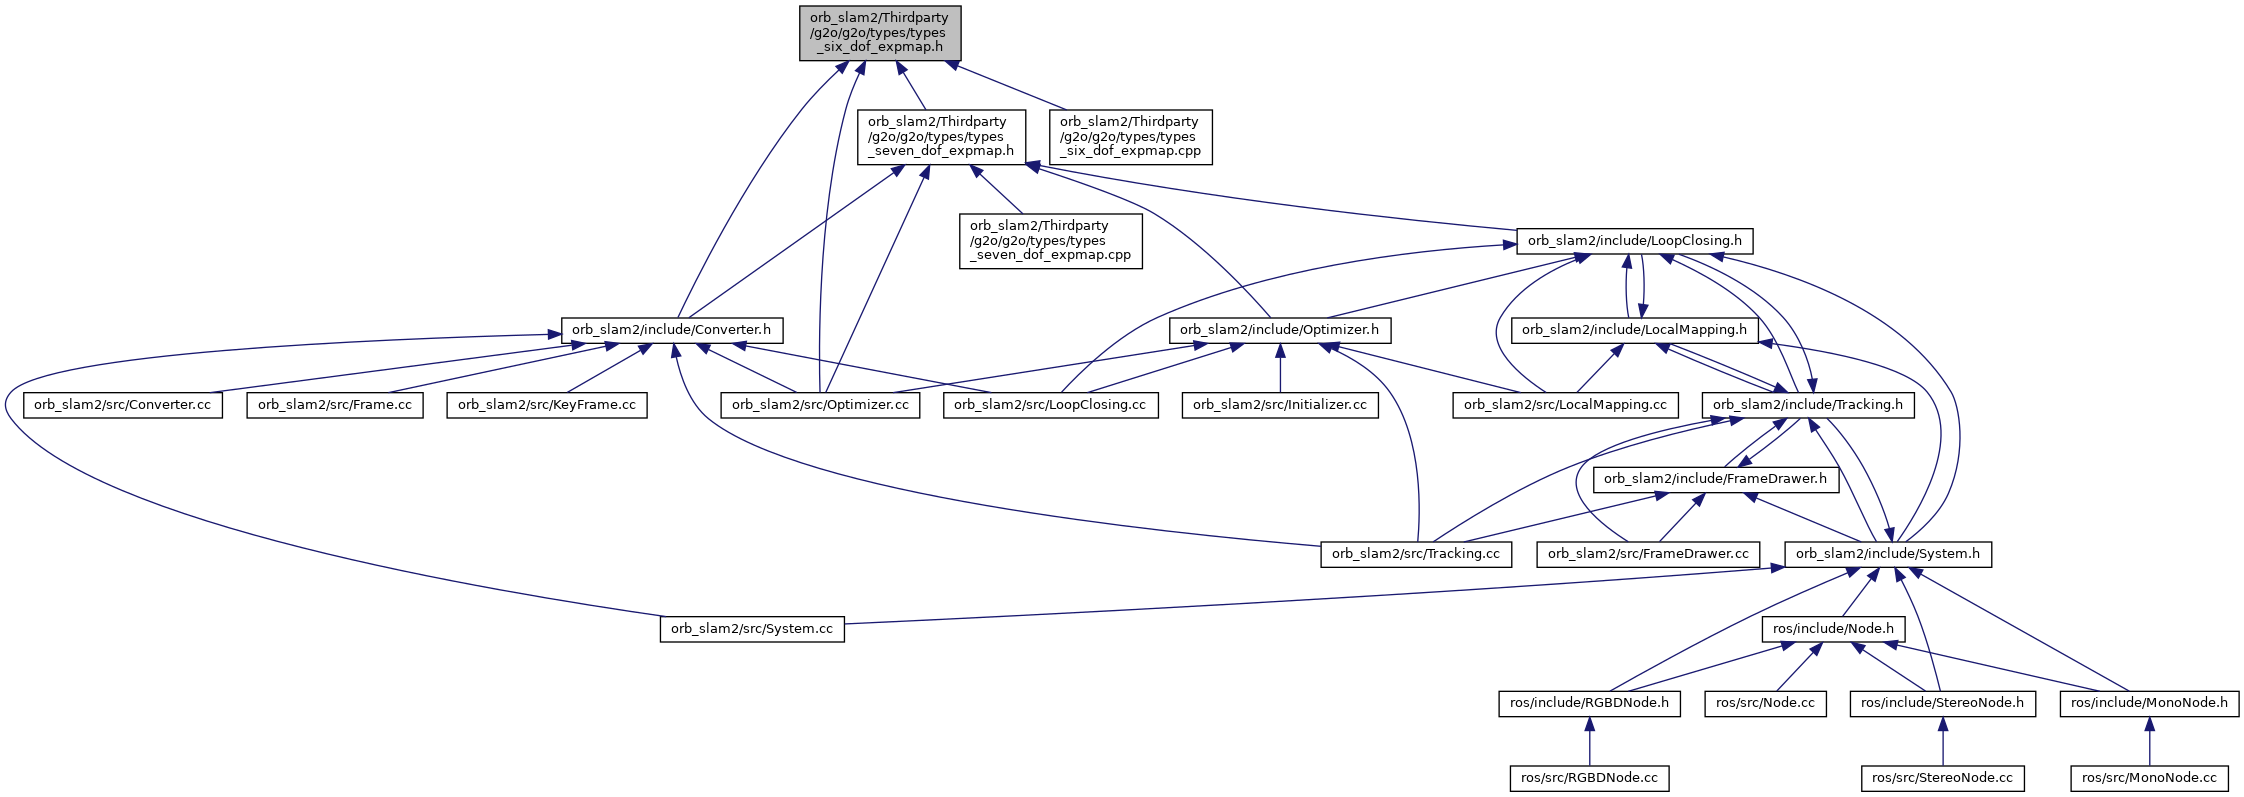 orb_slam2/Thirdparty
/g2o/g2o/types/types
_six_dof_expmap.h
orb_slam2/Thirdparty
/g2o/g2o/types/types
_seven_dof_expmap.h
orb_slam2/Thirdparty
/g2o/g2o/types/types
_six_dof_expmap.cpp
orb_slam2/Thirdparty
/g2o/g2o/types/types
_seven_dof_expmap.cpp
orb_slam2/include/LoopClosing.h
orb_slam2/include/Converter.h
orb_slam2/include/Optimizer.h
orb_slam2/include/LocalMapping.h
orb_slam2/src/Converter.cc
orb_slam2/src/Frame.cc
orb_slam2/src/KeyFrame.cc
orb_slam2/src/Optimizer.cc
orb_slam2/src/LoopClosing.cc
orb_slam2/src/Initializer.cc
orb_slam2/src/LocalMapping.cc
orb_slam2/include/Tracking.h
orb_slam2/include/FrameDrawer.h
orb_slam2/src/Tracking.cc
orb_slam2/src/FrameDrawer.cc
orb_slam2/include/System.h
orb_slam2/src/System.cc
ros/include/Node.h
ros/include/RGBDNode.h
ros/src/Node.cc
ros/include/StereoNode.h
ros/include/MonoNode.h
ros/src/RGBDNode.cc
ros/src/StereoNode.cc
ros/src/MonoNode.cc